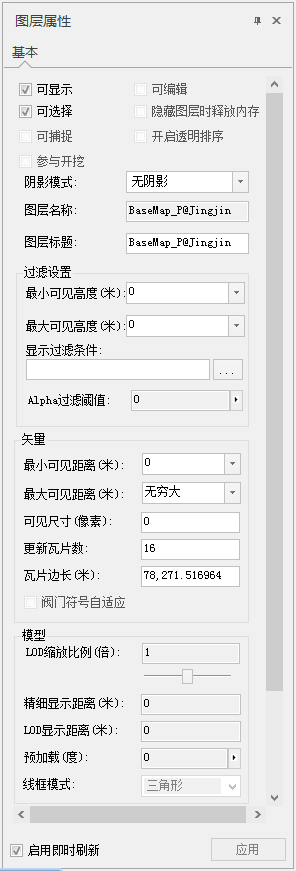 图层属性
基本
可显示 可编辑
可选择 隐藏图层时释放内存
可捕捉 开启透明排序
参与开挖
阴影模式: 无阴影
图层名称: BaseMap_P@Jingjin
图层标题: BaseMap_P@Jingjin
过滤设置
最小可见高度(米): 0
最大可见高度(米): 0
显示过滤条件:
...
Alpha过滤阈值: 0
矢量
最小可见距离(米): 0
最大可见距离(米): 无穷大
可见尺寸(像素): 0
更新瓦片数: 16
瓦片边长(米): 78,271.516964
阀门符号自适应
模型
LOD缩放比例(倍): 1
精细显示距离(米): 0
LOD显示距离(米): 0
预加载(度): 0
线框模式: 三角形
启用即时刷新 应用